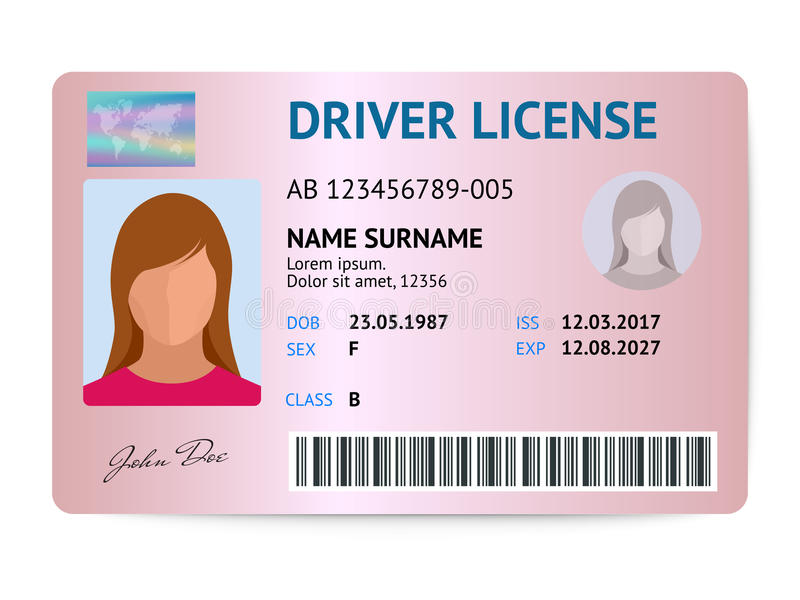 DRIVER LICENSE
AB 123456789-005
NAME SURNAME
Lorem ipsum.
Dolor sit amet, 12356
DOB 23.05.1987 ISS 12.03.2017
SEX F EXP 12.08.2027
CLASS B
John Doe
dreamstime